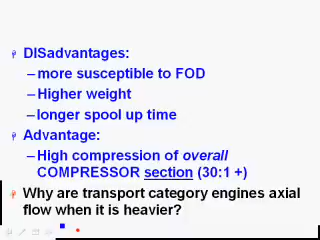 DISadvantages:
–more susceptible to FOD
–Higher weight
–longer spool up time
Advantage:
–High compression of overall
COMPRESSOR section (30:1 +)
Why are transport category engines axial
flow when it is heavier?